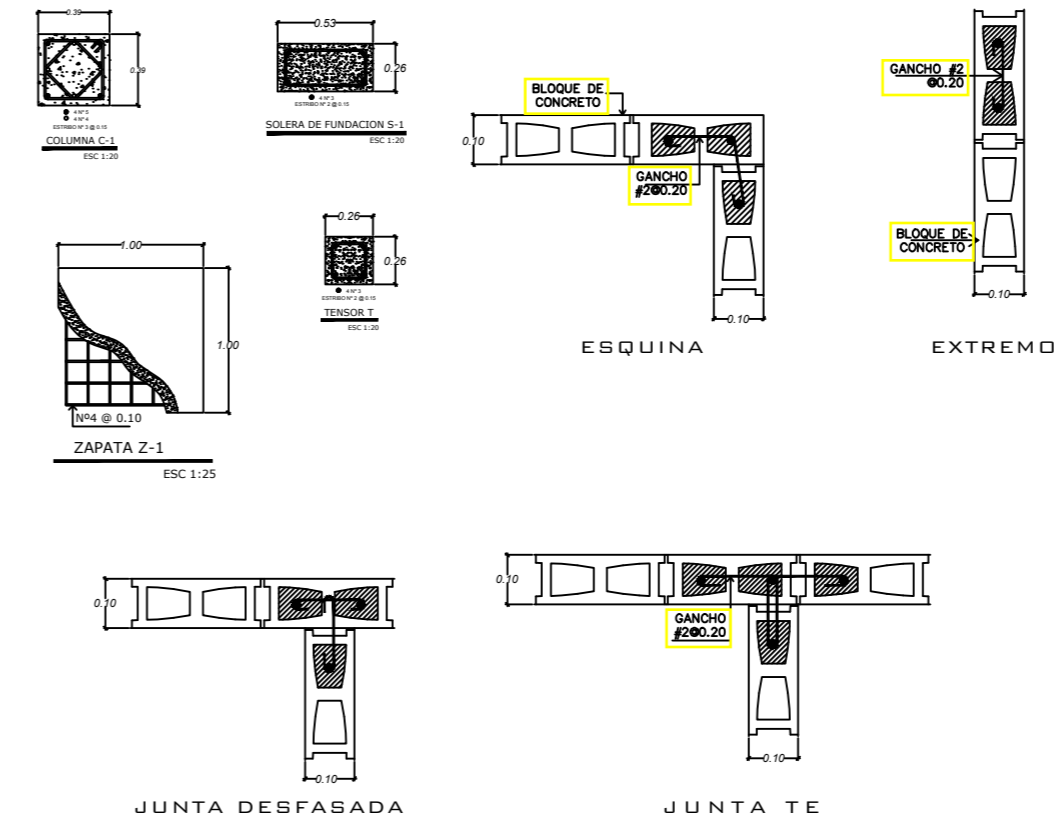 0.39
0.39
4 Nº 5
4 Nº 4
ESTRIBO Nº 3 @ 0.15
COLUMNA C-1
ESC 1:20
0.53
0.26
4 Nº 3
ESTRIBO Nº 2 @ 0.15
SOLERA DE FUNDACION S-1
ESC 1:20
1.00
1.00
Nº4 @ 0.10
ZAPATA Z-1
ESC 1:25
0.26
0.26
4 Nº 3
ESTRIBO Nº 2 @ 0.15
TENSOR T
ESC 1:20
BLOQUE DE
CONCRETO
0.10
GANCHO
#2@0.20
0.10
ESQUINA
GANCHO #2
@0.20
BLOQUE DE
CONCRETO
0.10
EXTREMO
0.10
0.10
JUNTA DESFASADA
0.10
GANCHO
#2@0.20
0.10
JUNTA TE